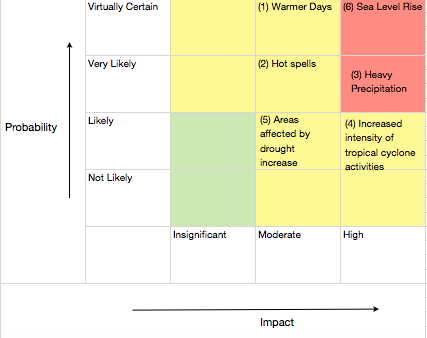 Virtually Certain
(1) Warmer Days
(6) Sea Level Rise
Very Likely
(2) Hot spells
(3) Heavy
Precipitation
Probability
Likely
(5) Areas
affected by
drought
increase
(4) Increased
intensity of
tropical cyclone
activities
Not Likely
Insignificant
Moderate
High
Impact